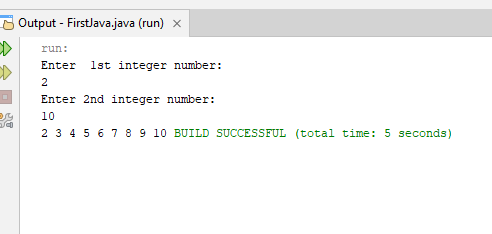 Output - FirstJava.java (run) ×
run:
Enter  1st integer number:
2
Enter 2nd integer number:
10
2 3 4 5 6 7 8 9 10 BUILD SUCCESSFUL (total time: 5 seconds)